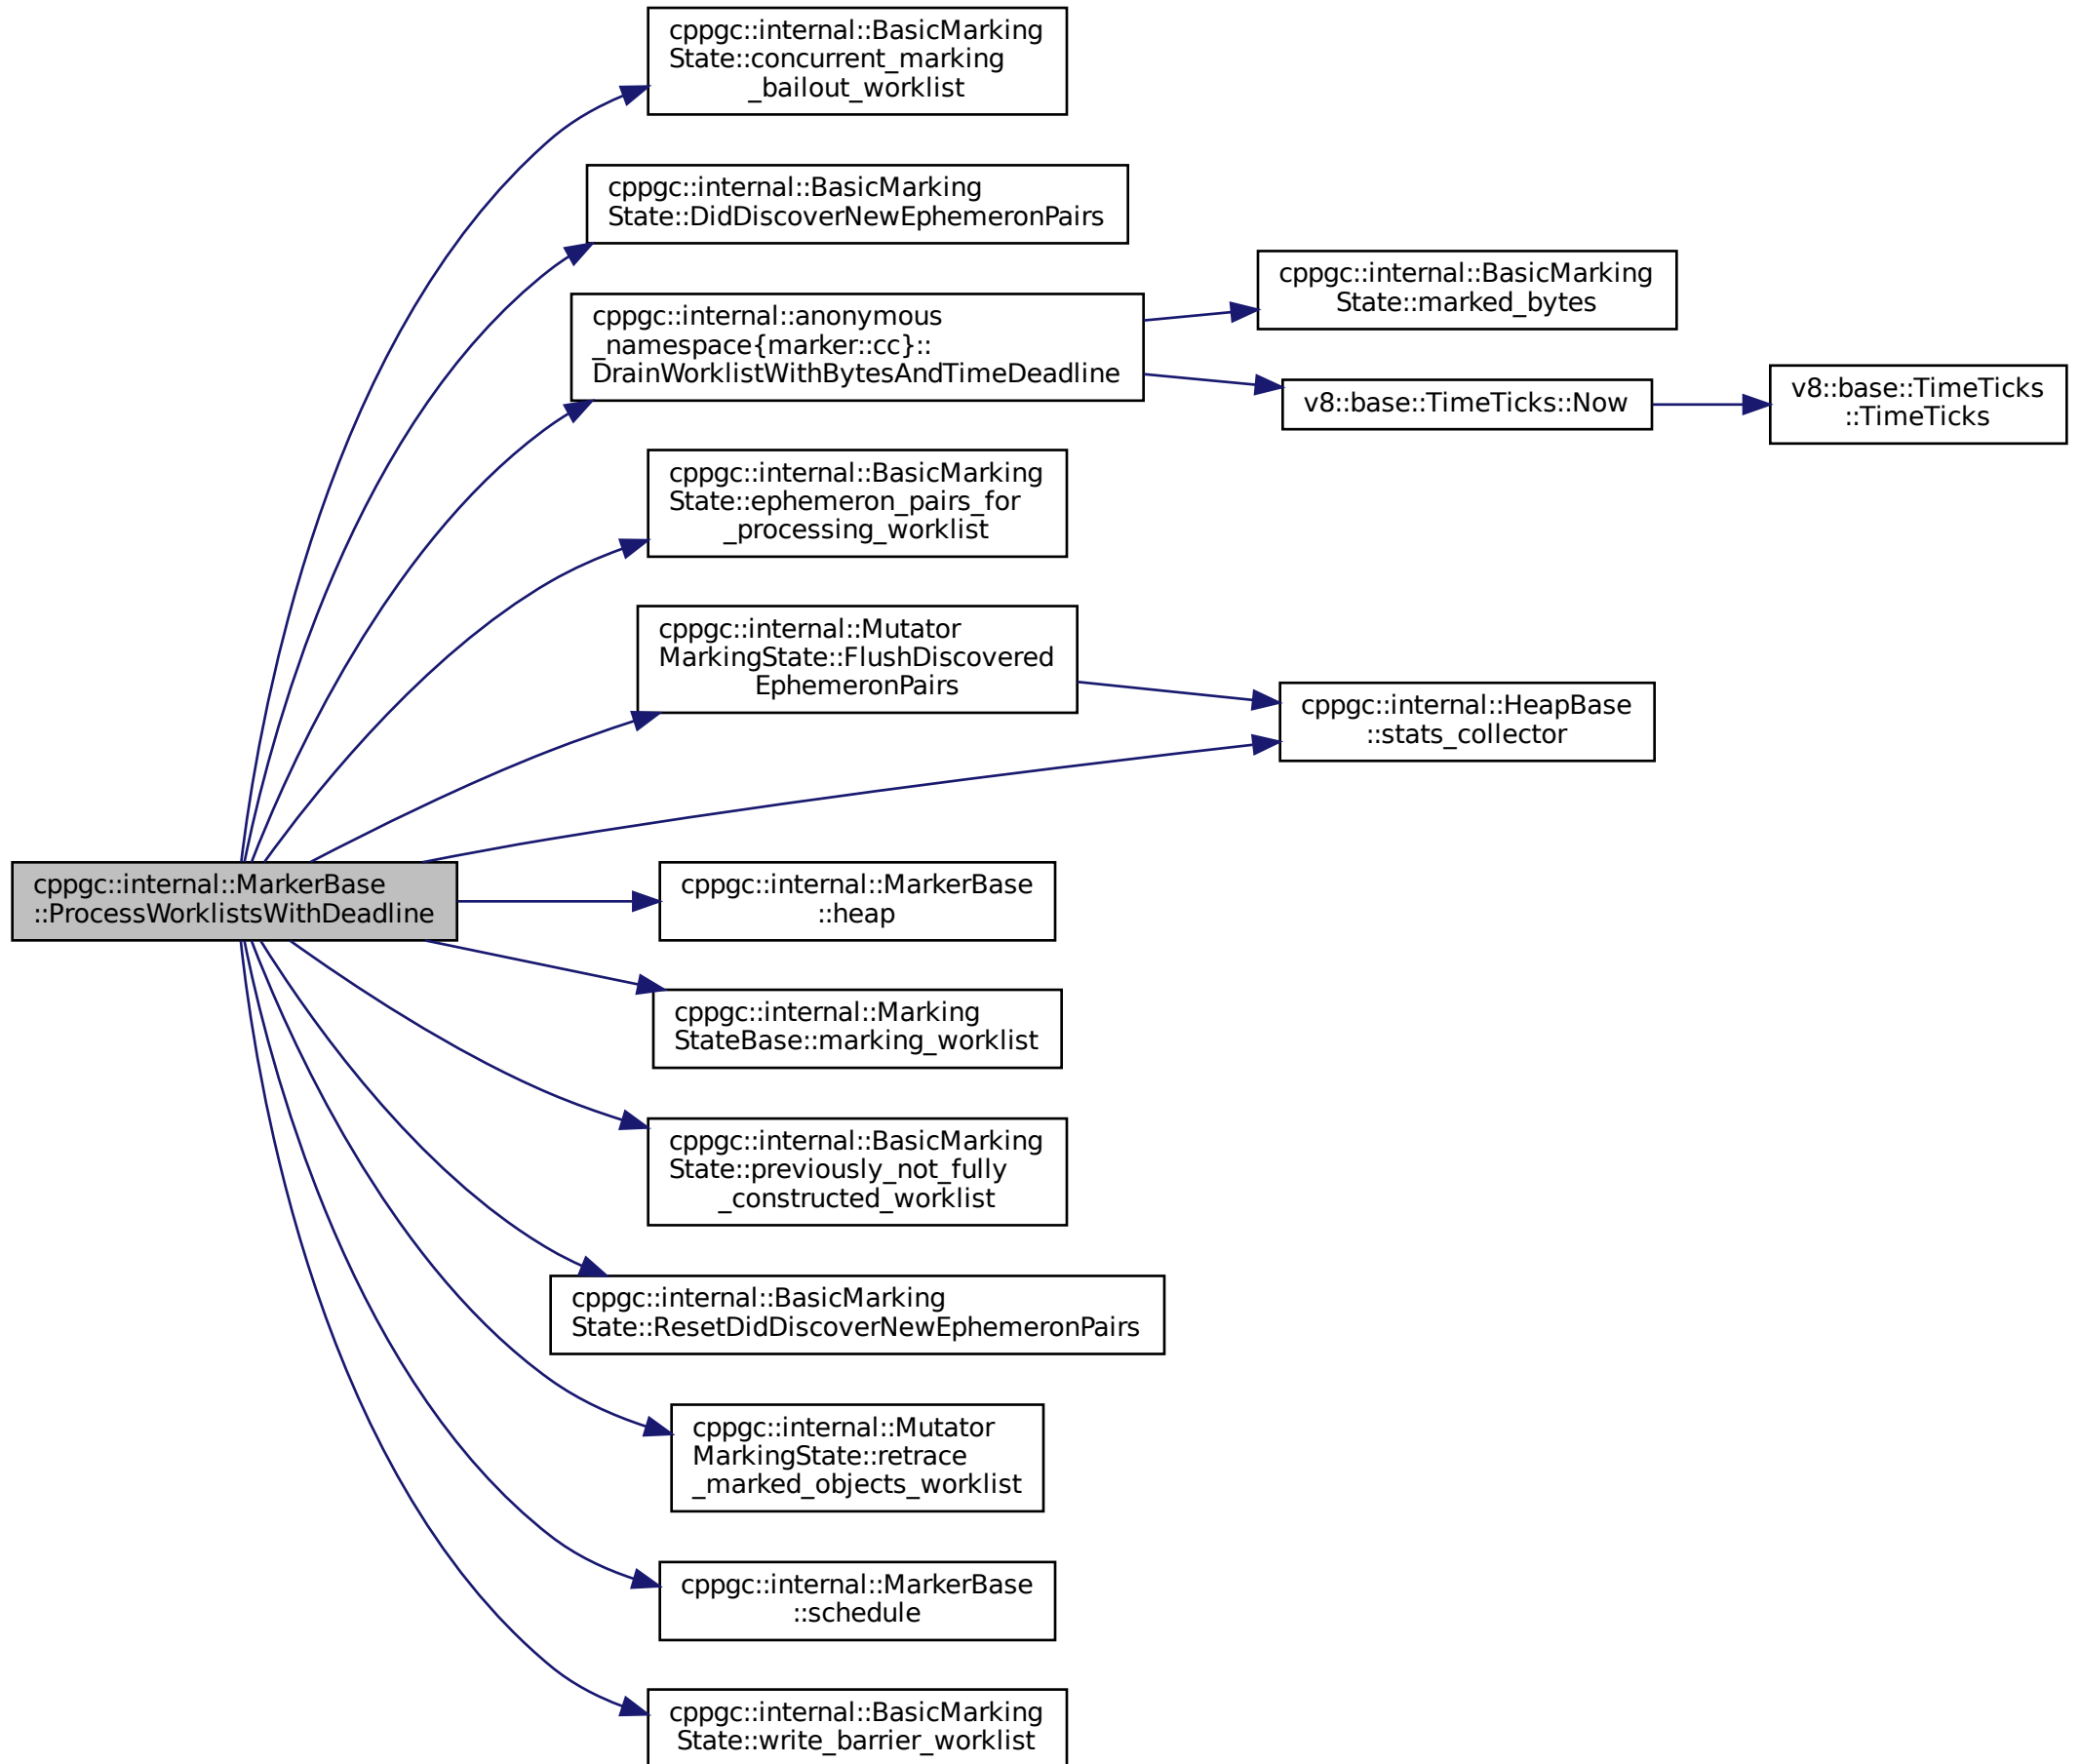 cppgc::internal::BasicMarking
State::concurrent_marking
_bailout_worklist
cppgc::internal::BasicMarking
State::DidDiscoverNewEphemeronPairs
cppgc::internal::BasicMarking
State::marked_bytes
cppgc::internal::anonymous
_namespace{marker::cc}::
DrainWorklistWithBytesAndTimeDeadline
v8::base::TimeTicks::Now
v8::base::TimeTicks
::TimeTicks
cppgc::internal::BasicMarking
State::ephemeron_pairs_for
_processing_worklist
cppgc::internal::Mutator
MarkingState::FlushDiscovered
EphemeronPairs
cppgc::internal::HeapBase
::stats_collector
cppgc::internal::MarkerBase
::ProcessWorklistsWithDeadline
cppgc::internal::MarkerBase
::heap
cppgc::internal::Marking
StateBase::marking_worklist
cppgc::internal::BasicMarking
State::previously_not_fully
_constructed_worklist
cppgc::internal::BasicMarking
State::ResetDidDiscoverNewEphemeronPairs
cppgc::internal::Mutator
MarkingState::retrace
_marked_objects_worklist
cppgc::internal::MarkerBase
::schedule
cppgc::internal::BasicMarking
State::write_barrier_worklist